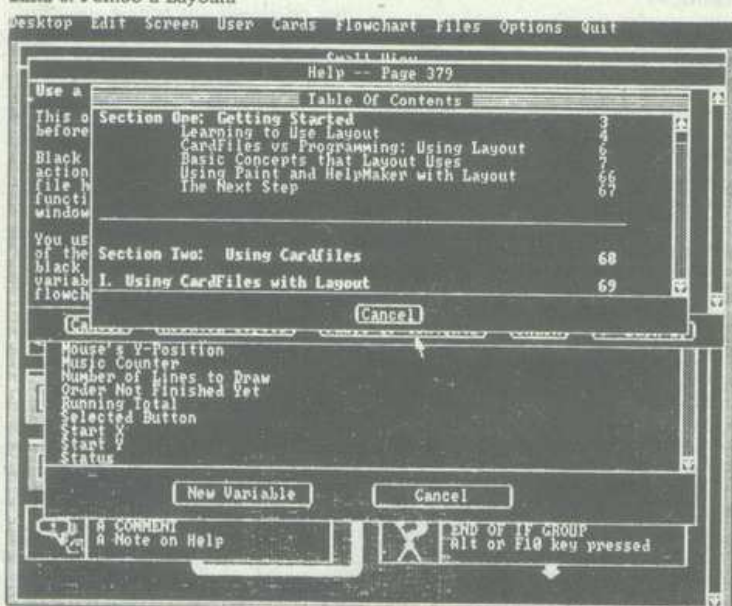 Desktop Edit Screen User Cards Flowchart Files Options Quit
Small View
Help -- Page 379
Use a
Table Of Contents
This o
before
Section One: Getting Started 3
Learning to Use Layout 4
CardFiles vs Programming: Using Layout 6
Basic Concepts that Layout Uses 7
Using Paint and HelpMaker with Layout 66
The Next Step 67
Black
action
file h
functi
window
You us
of the
black
variab
flowch
Section Two: Using Cardfiles 68
I. Using CardFiles with Layout 69
Cancel
Mouse's Y-Position
Music Counter
Number of Lines to Draw
Order Not Finished Yet
Running Total
Selected Button
Start X
Start Y
Status
New Variable Cancel
A COMMENT
A Note on Help
END OF IF GROUP
Alt or F10 key pressed